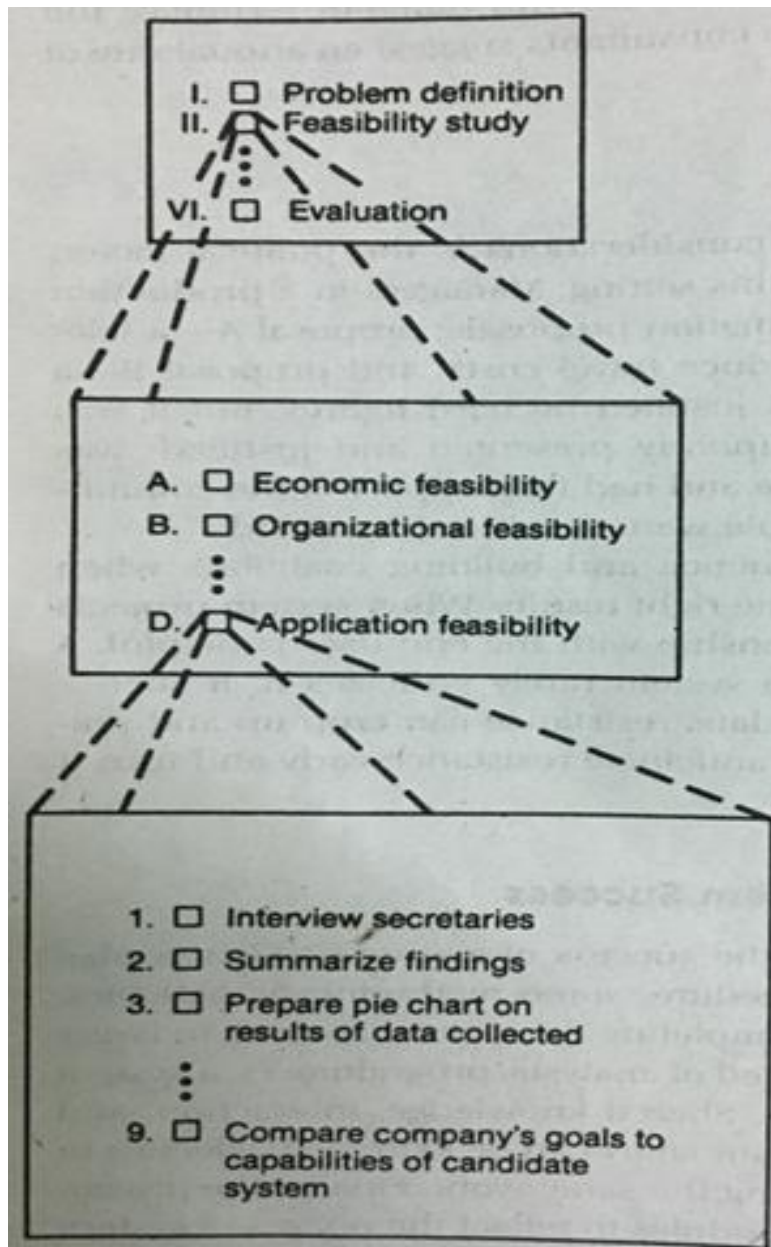 I. Problem definition
II. Feasibility study
VI. Evaluation
A. Economic feasibility
B. Organizational feasibility
D. Application feasibility
1. Interview secretaries
2. Summarize findings
3. Prepare pie chart on
results of data collected
9. Compare company's goals to
capabilities of candidate
system